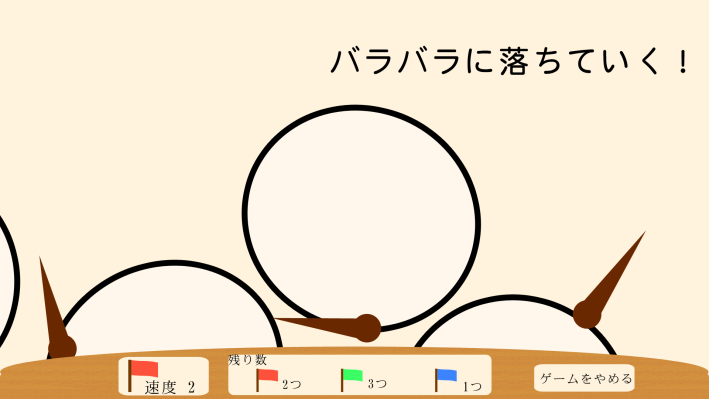 バラバラに落ちていく！
残り数
速度 2
2つ
3つ
1つ
ゲームをやめる